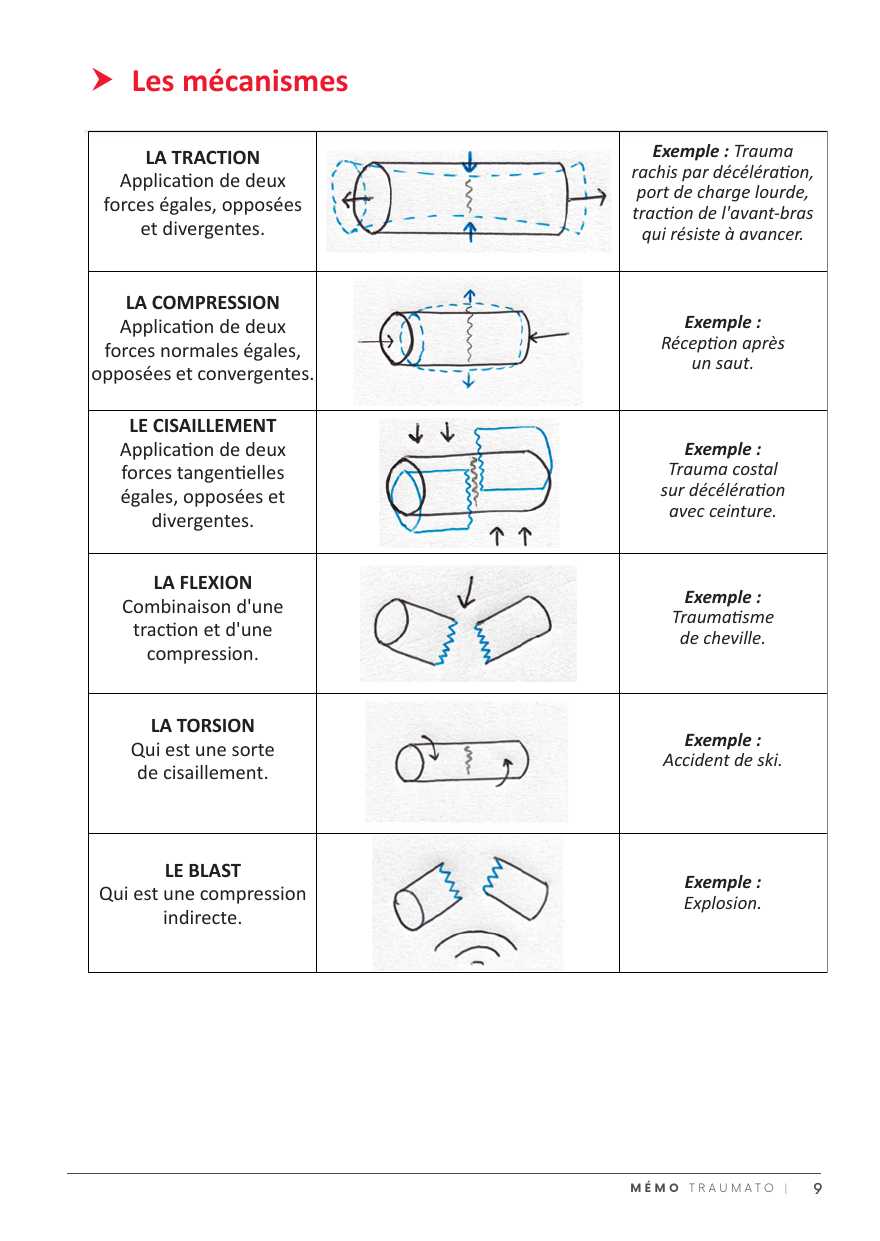 Les mécanismes
LA TRACTION
Application de deux
forces égales, opposées
et divergentes.
Exemple : Trauma
rachis par décélération,
port de charge lourde,
traction de l'avant-bras
qui résiste à avancer.
LA COMPRESSION
Application de deux
forces normales égales,
opposées et convergentes.
Exemple :
Réception après
un saut.
LE CISAILLEMENT
Application de deux
forces tangentielles
égales, opposées et
divergentes.
Exemple :
Trauma costal
sur décélération
avec ceinture.
LA FLEXION
Combinaison d'une
traction et d'une
compression.
Exemple :
Traumatisme
de cheville.
LA TORSION
Qui est une sorte
de cisaillement.
Exemple :
Accident de ski.
LE BLAST
Qui est une compression
indirecte.
Exemple :
Explosion.
MÉMO TRAUMATO | 9